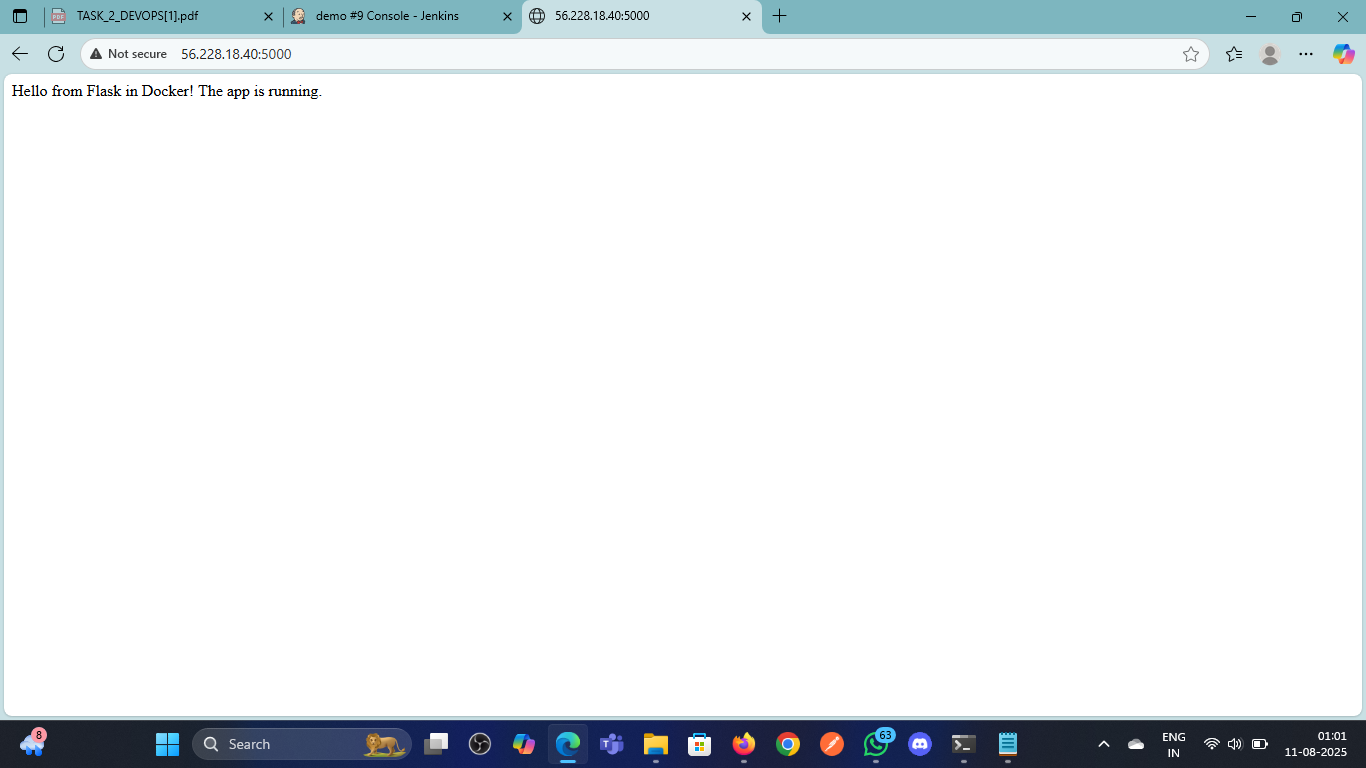 TASK_2_DEVOPS[1].pdf
demo #9 Console - Jenkins
56.228.18.40:5000
Not secure
56.228.18.40:5000
Hello from Flask in Docker! The app is running.
8
Search
63
ENG
IN
01:01
11-08-2025